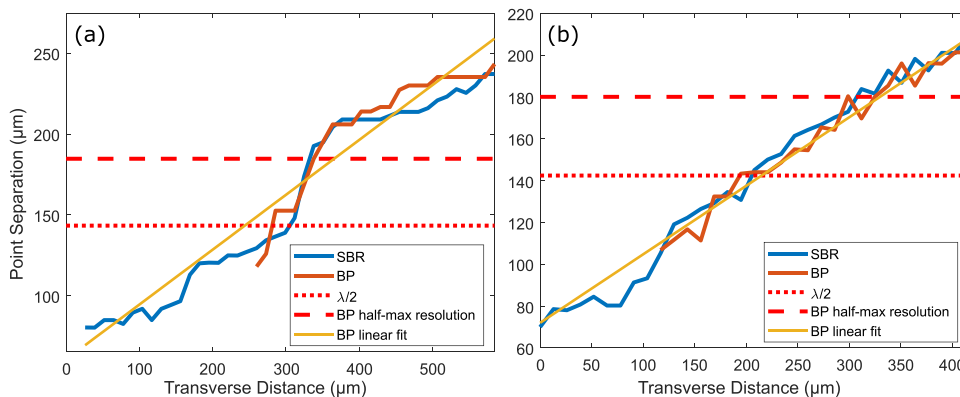 (a)
Point Separation (μm)
250
200
150
100
0
100
200
300
400
500
Transverse Distance (μm)
SBR
BP
λ/2
BP half-max resolution
BP linear fit
(b)
220
200
180
160
140
120
100
80
60
0
50
100
150
200
250
300
350
400
Transverse Distance (μm)
SBR
BP
λ/2
BP half-max resolution
BP linear fit